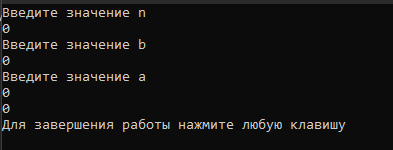 Введите значение n
0
Введите значение b
0
Введите значение a
0
0
Для завершения работы нажмите любую клавишу